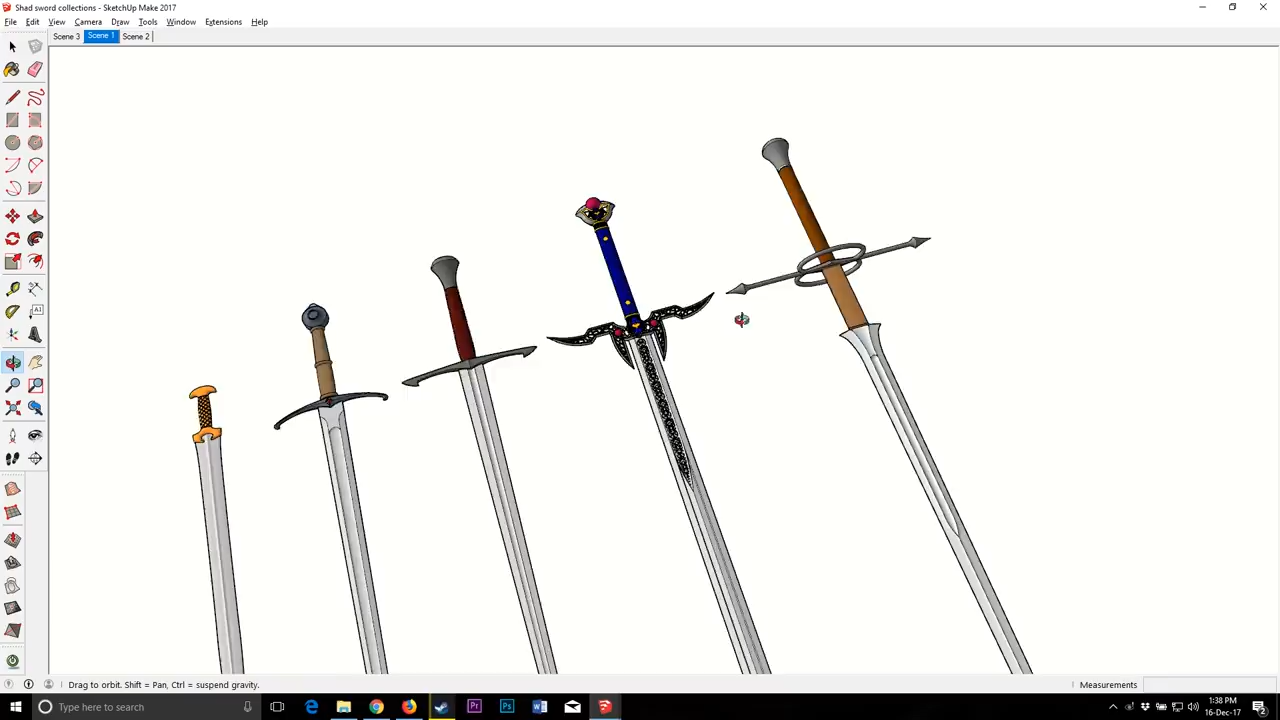 Shad sword collections - SketchUp Make 2017
File Edit View Camera Draw Tools Window Extensions Help
Scene 3 Scene 1 Scene 2
Drag to orbit. Shift = Pan, Ctrl = suspend gravity.
Measurements
Type here to search
1:38 PM
16-Dec-17